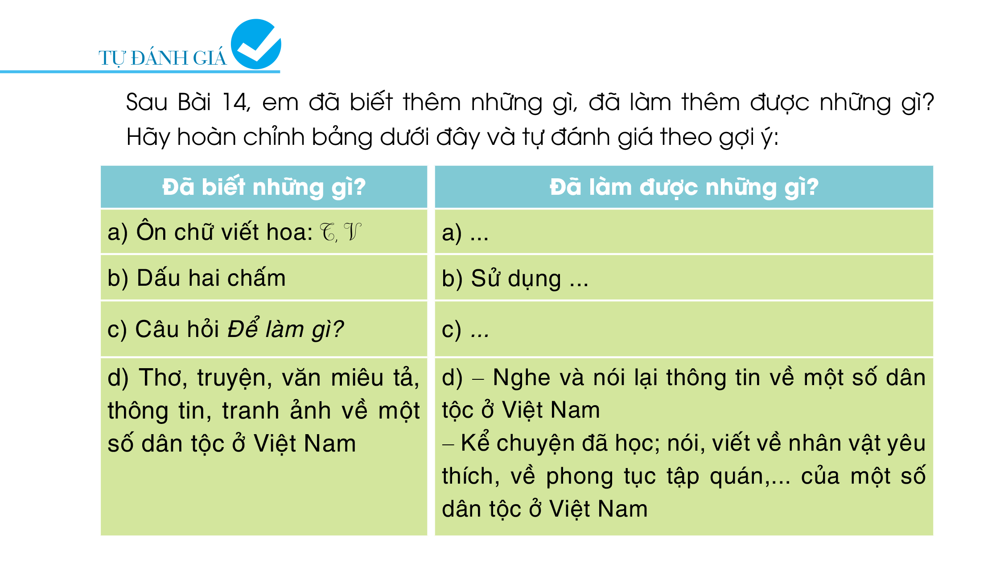 TỰ ĐÁNH GIÁ
Sau Bài 14, em đã biết thêm những gì, đã làm thêm được những gì?
Hãy hoàn chỉnh bảng dưới đây và tự đánh giá theo gợi ý:
Đã biết những gì?
Đã làm được những gì?
a) Ôn chữ viết hoa: T, V
a) ...
b) Dấu hai chấm
b) Sử dụng ...
c) Câu hỏi Để làm gì?
c) ...
d) Thơ, truyện, văn miêu tả,
thông tin, tranh ảnh về một
số dân tộc ở Việt Nam
d) – Nghe và nói lại thông tin về một số dân
tộc ở Việt Nam
– Kể chuyện đã học; nói, viết về nhân vật yêu
thích, về phong tục tập quán,... của một số
dân tộc ở Việt Nam